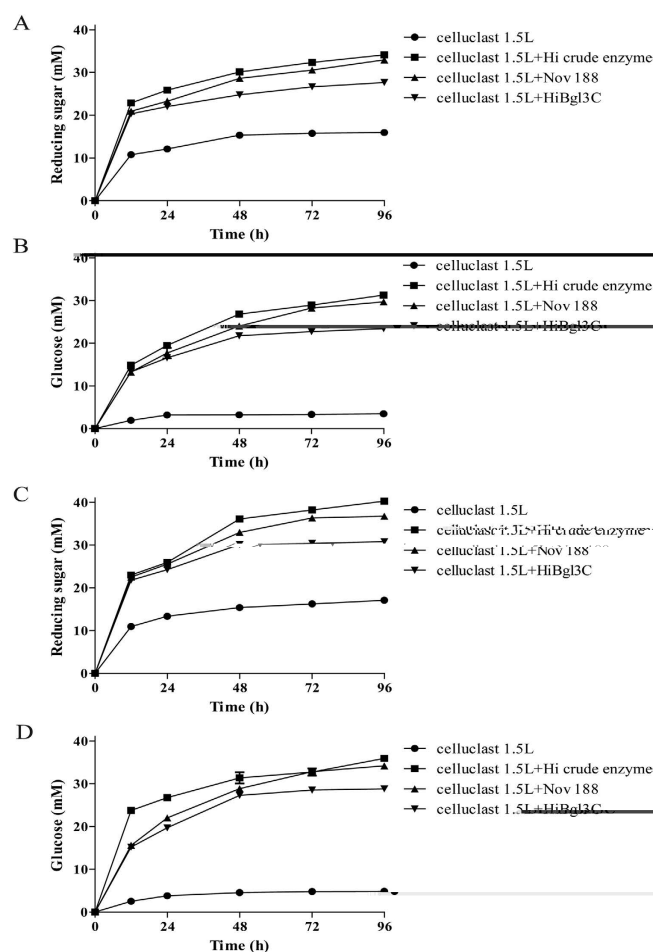 A
40
30
20
10
0
Reducing sugar (mM)
0 24 48 72 96
Time (h)
celluclast 1.5L
celluclast 1.5L+Hi crude enzyme
celluclast 1.5L+Nov 188
celluclast 1.5L+HiBgl3C
B
40
30
20
10
0
Glucose (mM)
0 24 48 72 96
Time (h)
celluclast 1.5L
celluclast 1.5L+Hi crude enzyme
celluclast 1.5L+Nov 188
celluclast 1.5L+HiBgl3C
C
40
30
20
10
0
Reducing sugar (mM)
0 24 48 72 96
Time (h)
celluclast 1.5L
celluclast 1.5L+Hi crude enzyme
celluclast 1.5L+Nov 188
celluclast 1.5L+HiBgl3C
D
40
30
20
10
0
Glucose (mM)
0 24 48 72 96
Time (h)
celluclast 1.5L
celluclast 1.5L+Hi crude enzyme
celluclast 1.5L+Nov 188
celluclast 1.5L+HiBgl3C